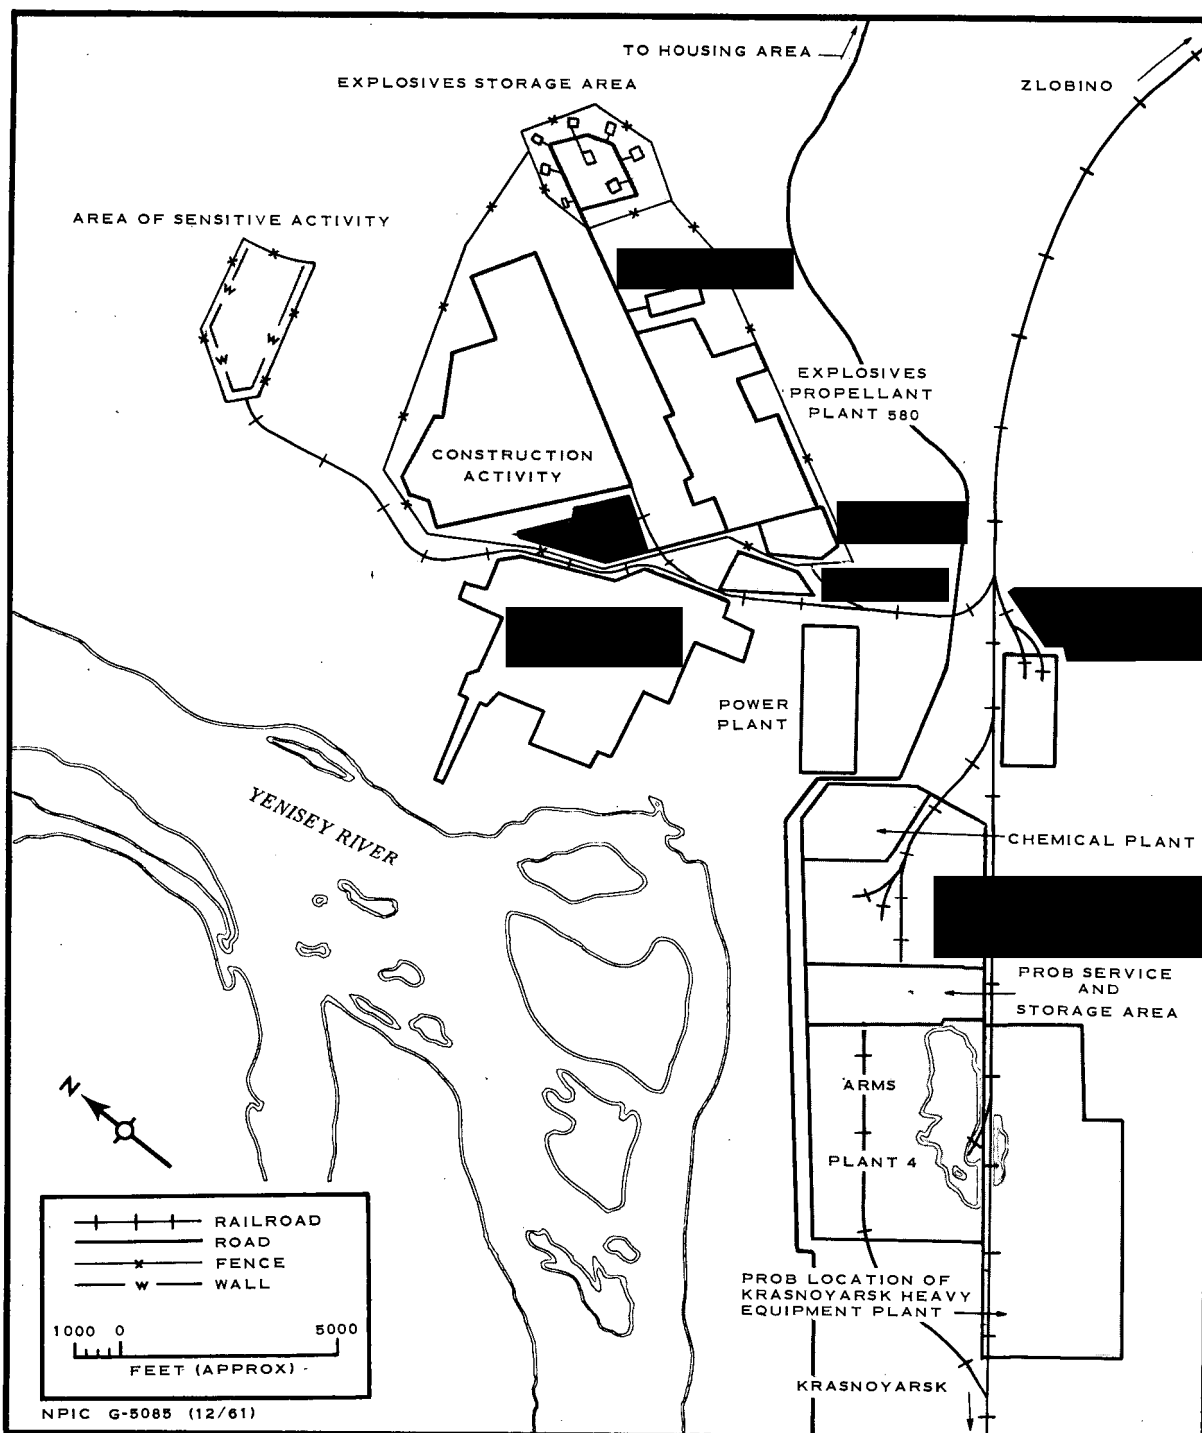 TO HOUSING AREA
ZLOBINO
EXPLOSIVES STORAGE AREA
AREA OF SENSITIVE ACTIVITY
EXPLOSIVES
PROPELLANT
PLANT 580
CONSTRUCTION
ACTIVITY
POWER
PLANT
YENISEY RIVER
CHEMICAL PLANT
PROB SERVICE
AND
STORAGE AREA
N
ARMS
PLANT 4
W
W
W
RAILROAD
ROAD
FENCE
W WALL
1000 0 5000
FEET (APPROX)
PROB LOCATION OF
KRASNOYARSK HEAVY
EQUIPMENT PLANT
KRASNOYARSK
NPIC G-5085 (12/61)